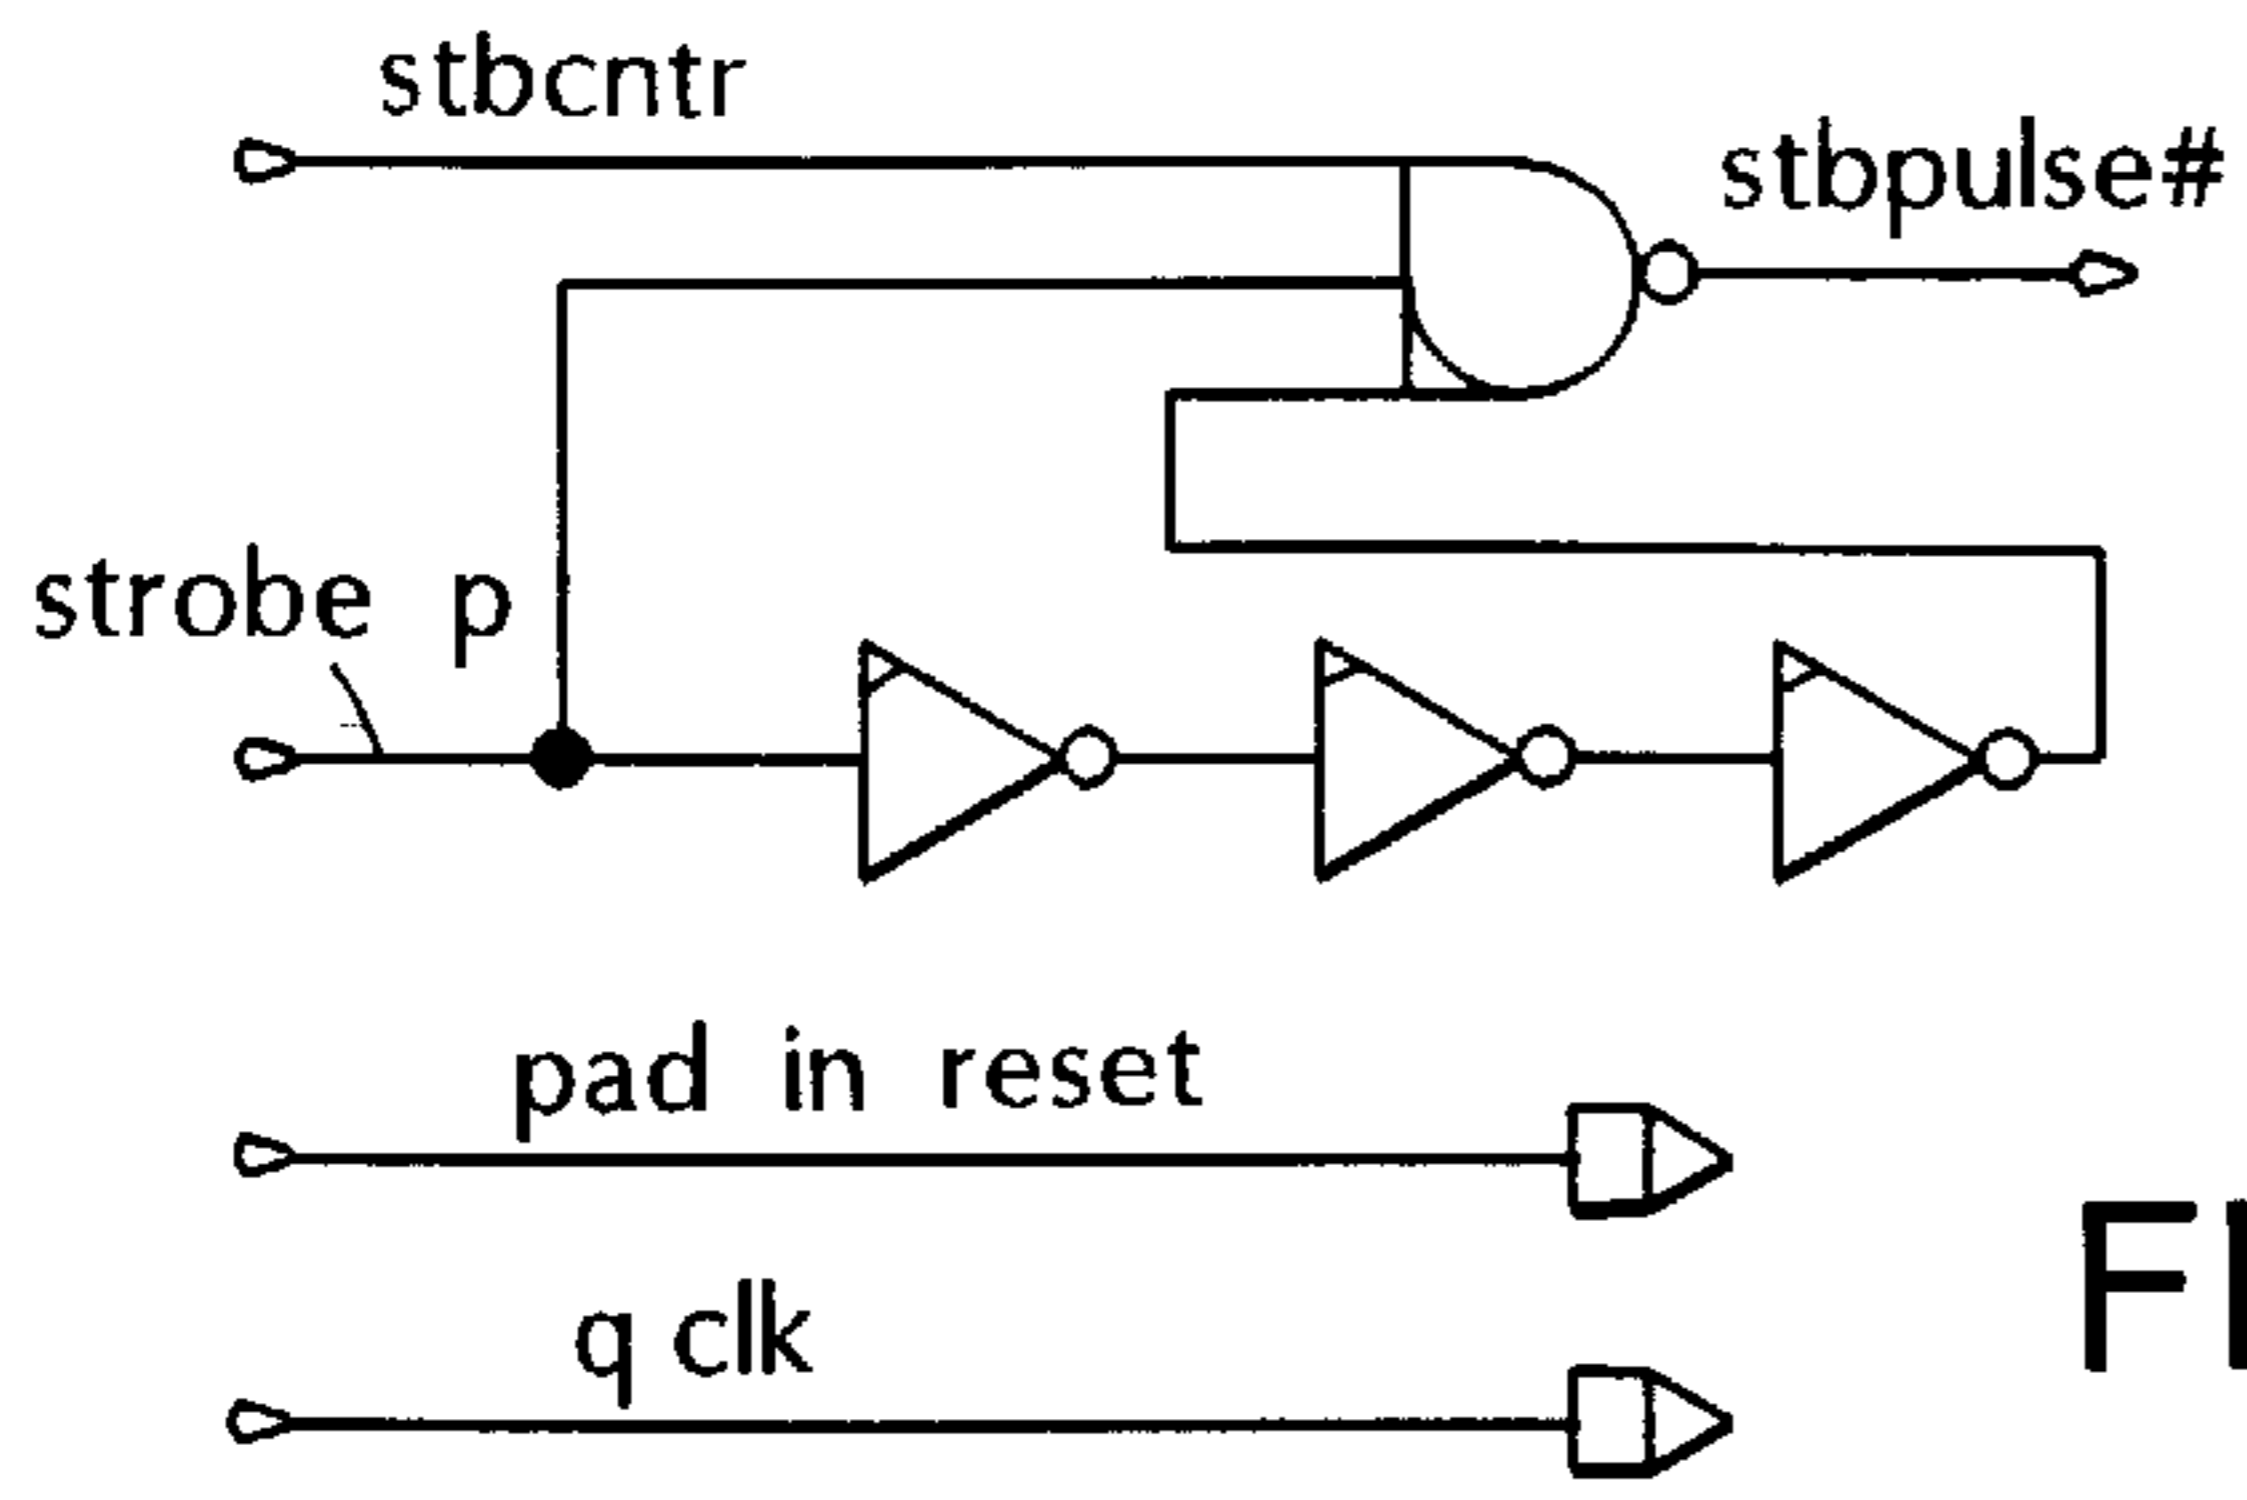 stbcntr
stbpulse#
strobe p
pad in reset
q clk